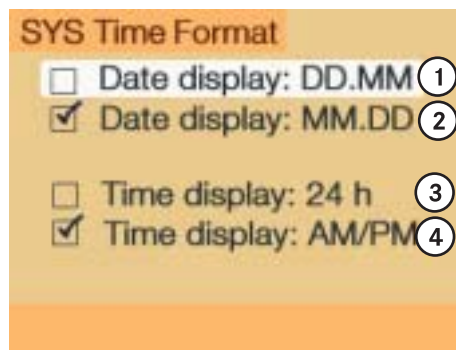 SYS Time Format
Date display: DD.MM 1
Date display: MM.DD 2
Time display: 24 h 3
Time display: AM/PM 4